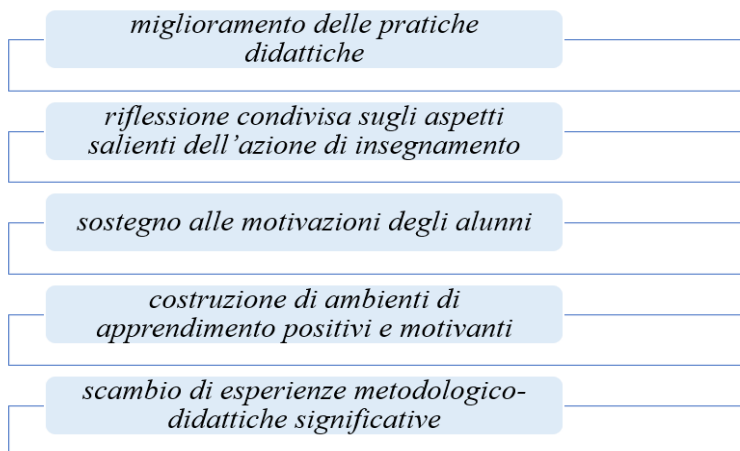 miglioramento delle pratiche
didattiche
riflessione condivisa sugli aspetti
salienti dell’azione di insegnamento
sostegno alle motivazioni degli alunni
costruzione di ambienti di
apprendimento positivi e motivanti
scambio di esperienze metodologico-
didattiche significative